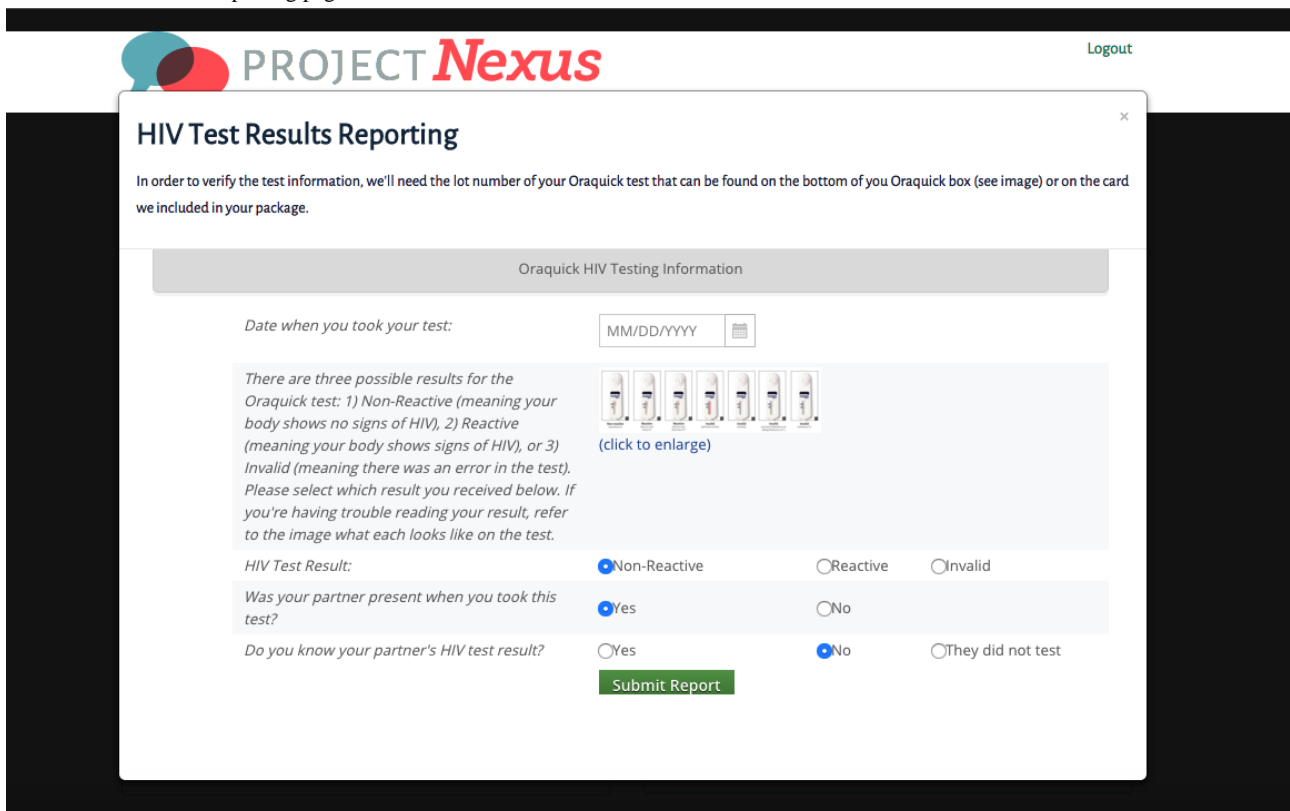 PROJECT Nexus
Logout
×
HIV Test Results Reporting
In order to verify the test information, we'll need the lot number of your Oraquick test that can be found on the bottom of you Oraquick box (see image) or on the card
we included in your package.
Oraquick HIV Testing Information
Date when you took your test:
MM/DD/YYYY
There are three possible results for the
Oraquick test: 1) Non-Reactive (meaning your
body shows no signs of HIV), 2) Reactive
(meaning your body shows signs of HIV), or 3)
Invalid (meaning there was an error in the test).
Please select which result you received below. If
you're having trouble reading your result, refer
to the image what each looks like on the test.
(click to enlarge)
HIV Test Result:
Non-Reactive Reactive Invalid
Was your partner present when you took this
test?
Yes No
Do you know your partner's HIV test result?
Yes No They did not test
Submit Report